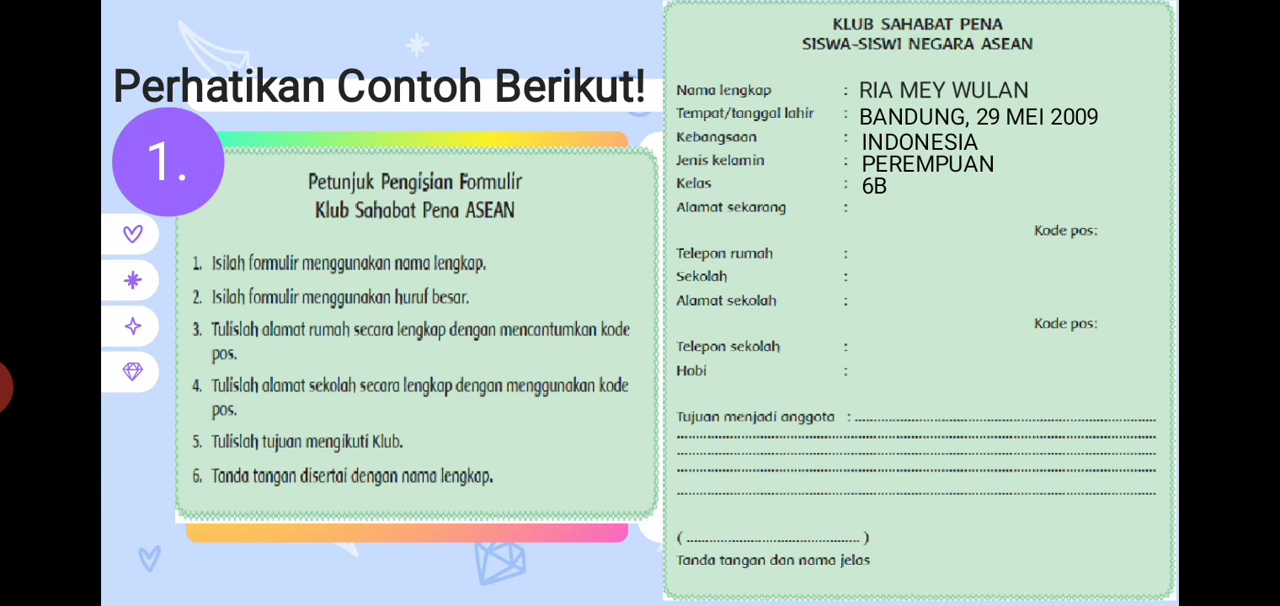 Perhatikan Contoh Berikut!
1.
Petunjuk Pengisian Formulir
Klub Sahabat Pena ASEAN
1. Isilah formulir menggunakan nama lengkap.
2. Isilah formulir menggunakan huruf besar.
3. Tulislah alamat rumah secara lengkap dengan mencantumkan kode
pos.
4. Tulislah alamat sekolah secara lengkap dengan menggunakan kode
pos.
5. Tulislah tujuan mengikuti Klub.
6. Tanda tangan disertai dengan nama lengkap.
KLUB SAHABAT PENA
SISWA-SISWI NEGARA ASEAN
Nama lengkap : RIA MEY WULAN
Tempat/tanggal lahir : BANDUNG, 29 MEI 2009
Kebangsaan : INDONESIA
Jenis kelamin : PEREMPUAN
Kelas : 6B
Alamat sekarang :
Kode pos:
Telepon rumah :
Sekolah :
Alamat sekolah :
Kode pos:
Telepon sekolah :
Hobi :
Tujuan menjadi anggota : ................................................
................................................
................................................
................................................
................................................
( ................................ )
Tanda tangan dan nama jelas